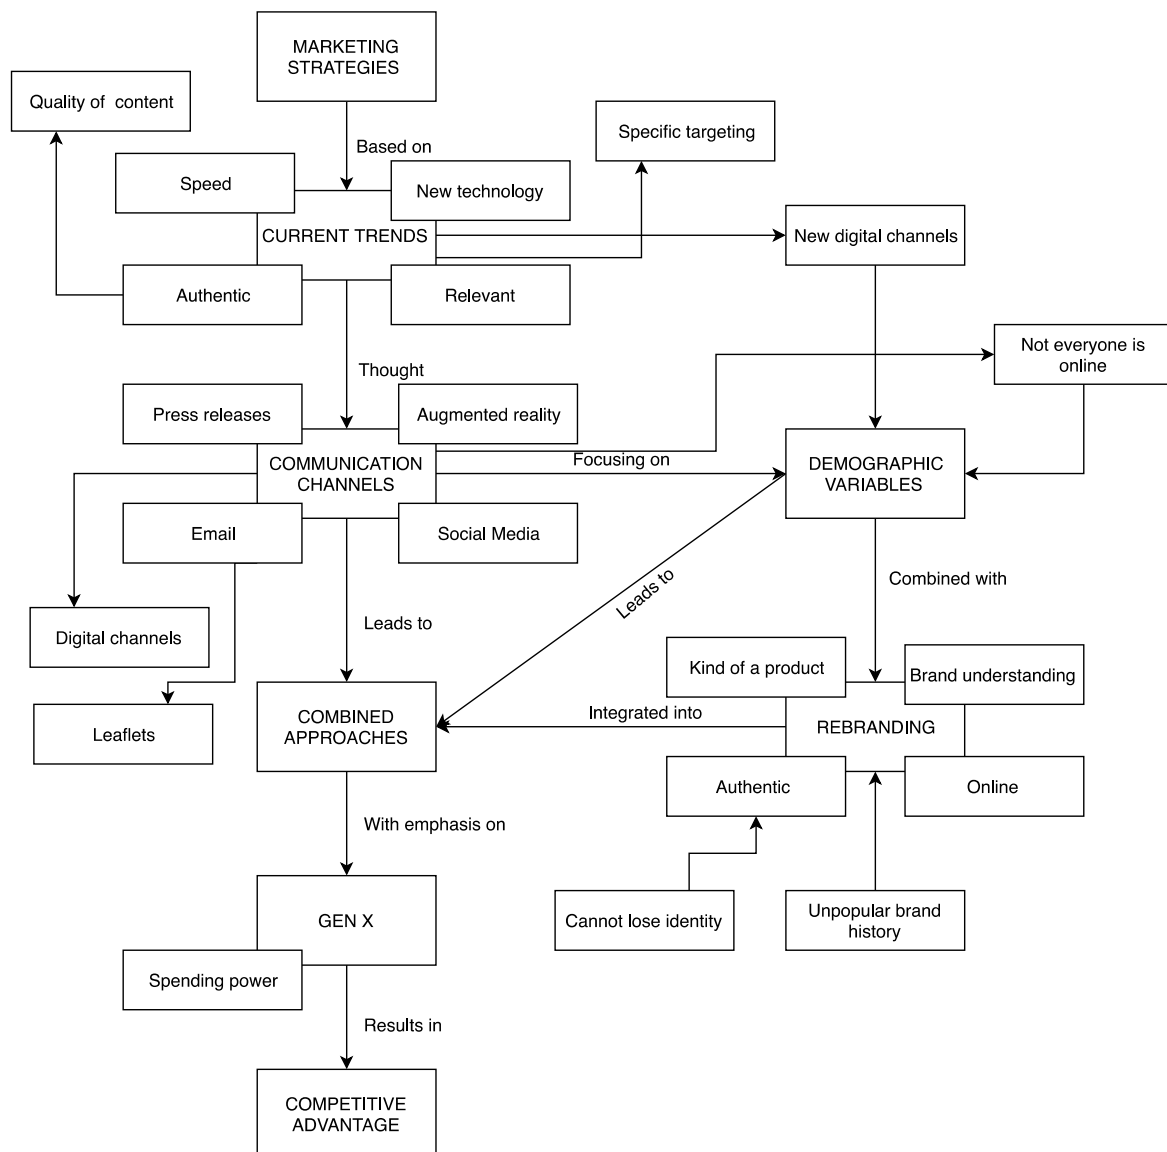 MARKETING
STRATEGIES
Quality of content
Specific targeting
Based on
Speed
New technology
CURRENT TRENDS
New digital channels
Authentic
Relevant
Not everyone is
online
Thought
Press releases
Augmented reality
COMMUNICATION
CHANNELS
Focusing on
DEMOGRAPHIC
VARIABLES
Email
Social Media
Combined with
Leads to
Leads to
Digital channels
Kind of a product
Brand understanding
Leaflets
COMBINED
APPROACHES
Integrated into
REBRANDING
Authentic
Online
With emphasis on
GEN X
Cannot lose identity
Unpopular brand
history
Spending power
Results in
COMPETITIVE
ADVANTAGE